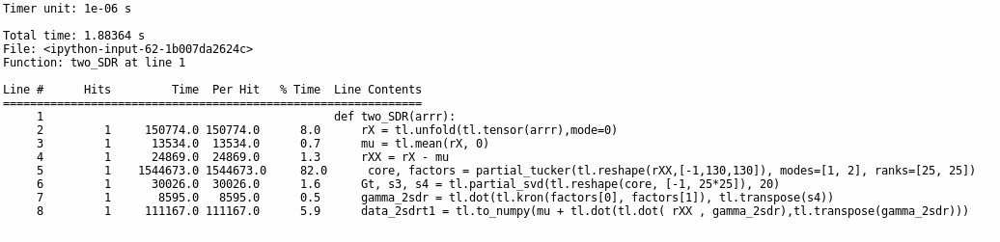 Timer unit: 1e-06 s

Total time: 1.88364 s
File: <ipython-input-62-1b007da2624c>
Function: two_SDR at line 1

Line #      Hits         Time  Per Hit   % Time  Line Contents
==============================================================
     1                                           def two_SDR(arrr):
     2         1     150774.0 150774.0      8.0      rX = tl.unfold(tl.tensor(arrr),mode=0)
     3         1      13534.0  13534.0      0.7      mu = tl.mean(rX, 0)
     4         1      24869.0  24869.0      1.3      rXX = rX - mu
     5         1    1544673.0 1544673.0     82.0      core, factors = partial_tucker(tl.reshape(rXX,[-1,130,130]), modes=[1, 2], ranks=[25, 25])
     6         1      30026.0  30026.0      1.6      Gt, s3, s4 = tl.partial_svd(tl.reshape(core, [-1, 25*25]), 20)
     7         1       8595.0   8595.0      0.5      gamma_2sdr = tl.dot(tl.kron(factors[0], factors[1]), tl.transpose(s4))
     8         1     111167.0 111167.0      5.9      data_2sdrt1 = tl.to_numpy(mu + tl.dot(tl.dot( rXX , gamma_2sdr),tl.transpose(gamma_2sdr)))